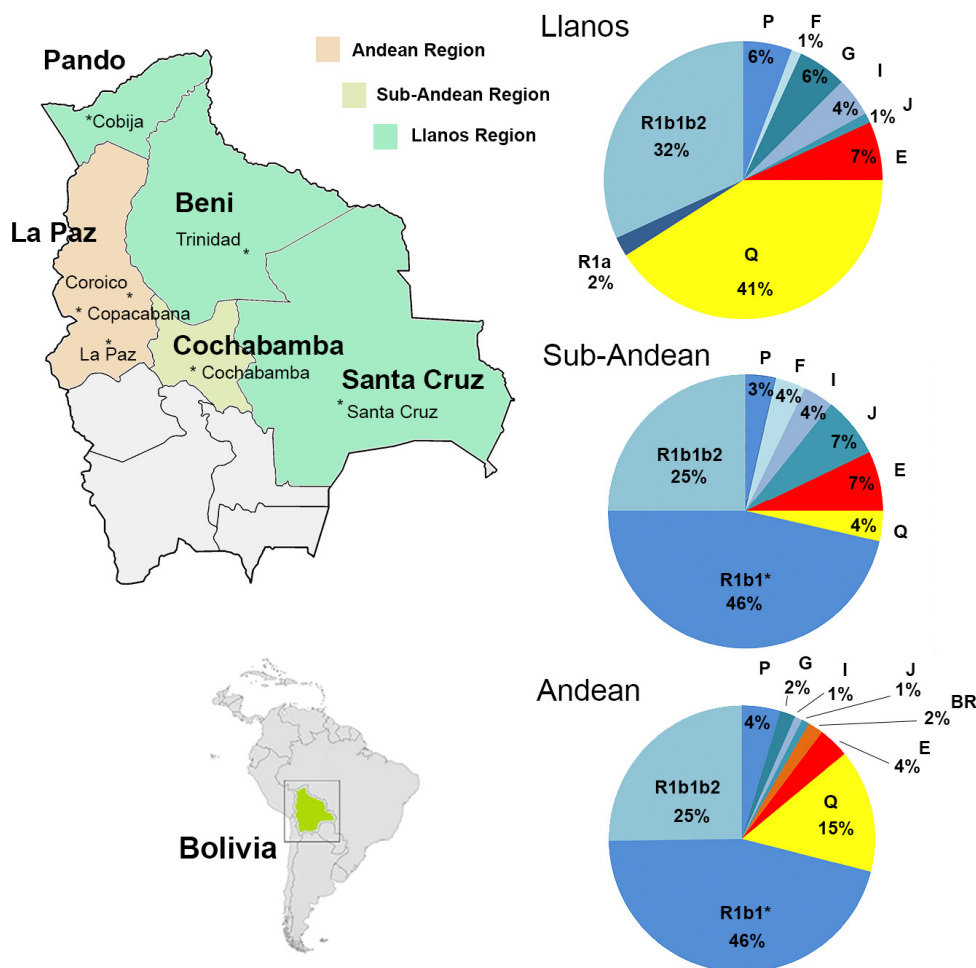 Andean Region
Sub-Andean Region
Llanos Region
Pando
*Cobija
Beni
Trinidad
*
La Paz
Coroico
*
* Copacabana
*
La Paz
Cochabamba
* Cochabamba
Santa Cruz
*Santa Cruz
Bolivia
Llanos
P
6%
F
1%
G
6%
I
4%
J
1%
E
7%
Q
41%
R1a
2%
R1b1b2
32%
Sub-Andean
P
3%
F
4%
I
4%
J
7%
E
7%
Q
4%
R1b1*
46%
R1b1b2
25%
Andean
P
4%
G
2%
I
1%
J
1%
BR
2%
E
4%
Q
15%
R1b1*
46%
R1b1b2
25%